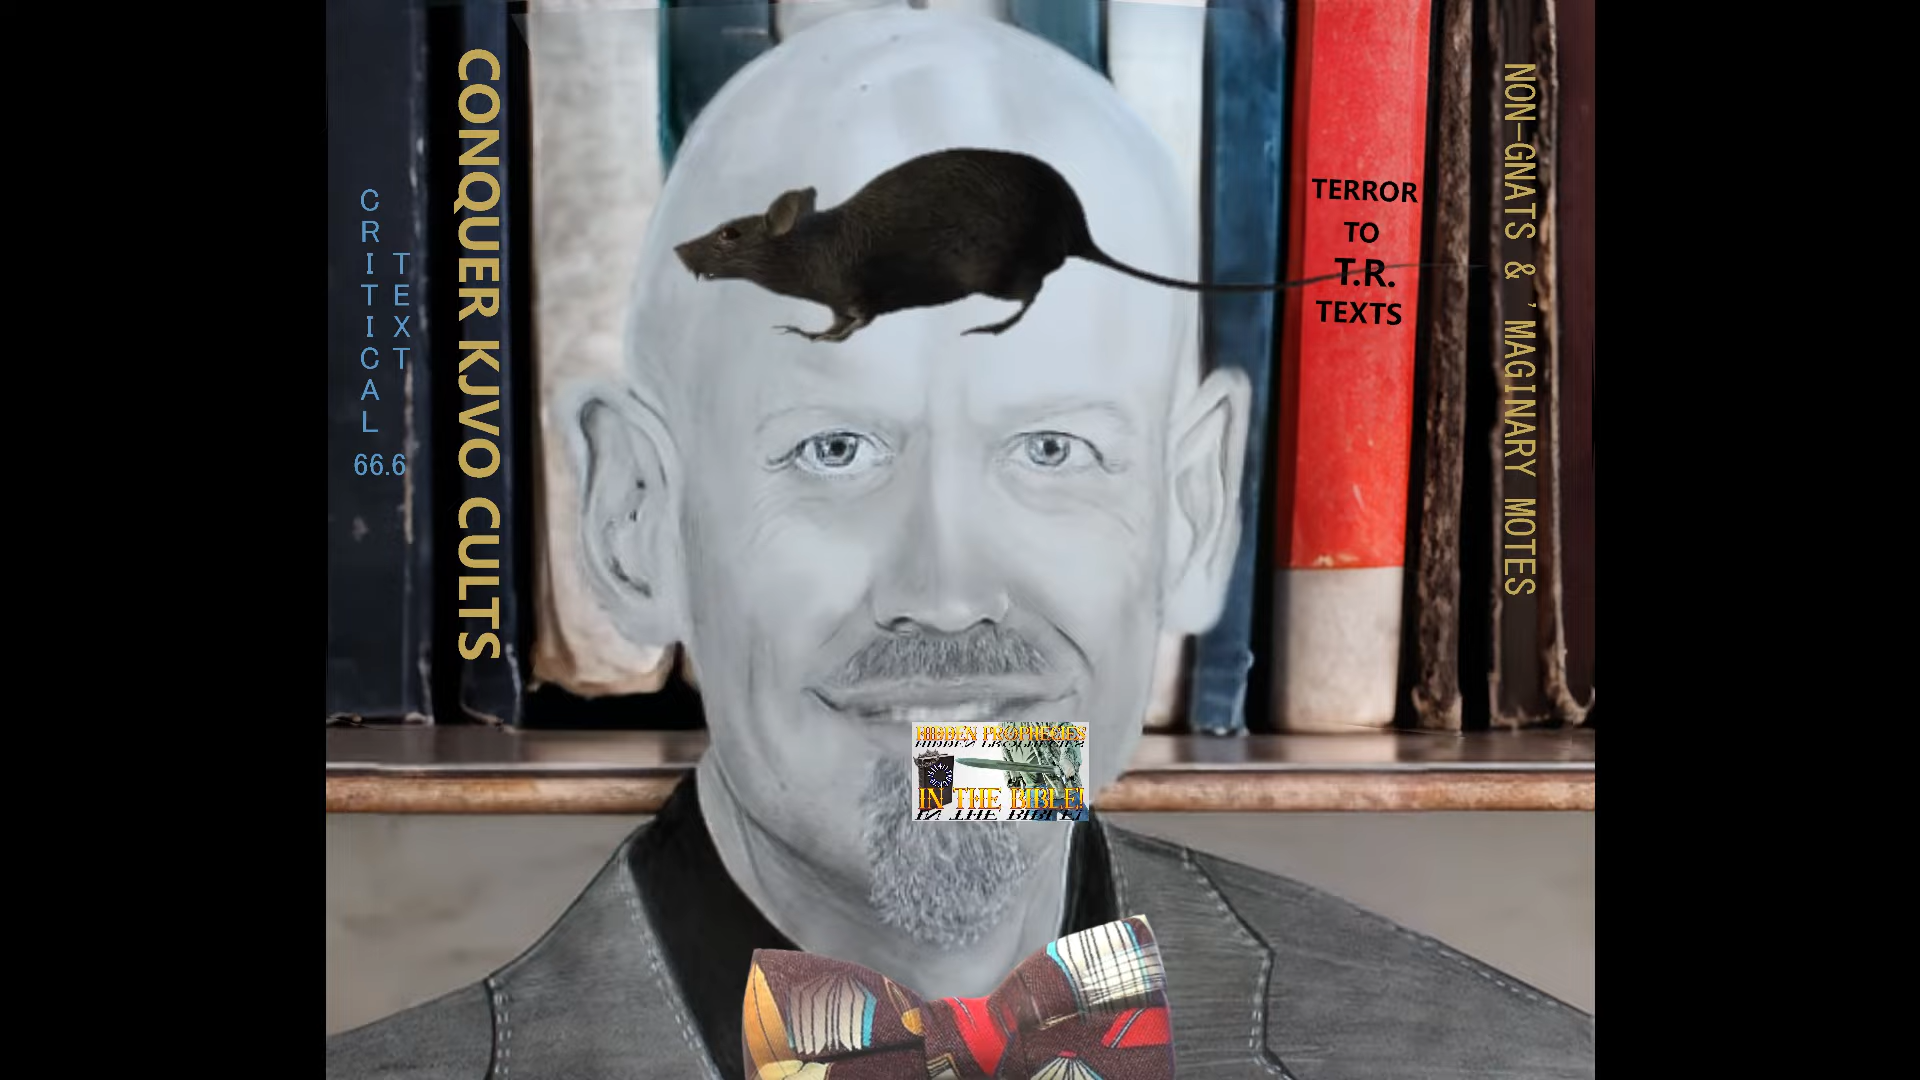 CRITICAL
TEXT
66.6
CONQUER KJVO CULTS
HIDDEN PROPHECIES
IN THE BIBLE!
TERROR
TO
T.R.
TEXTS
NON-GNATS & 'MAGINARY MOTES